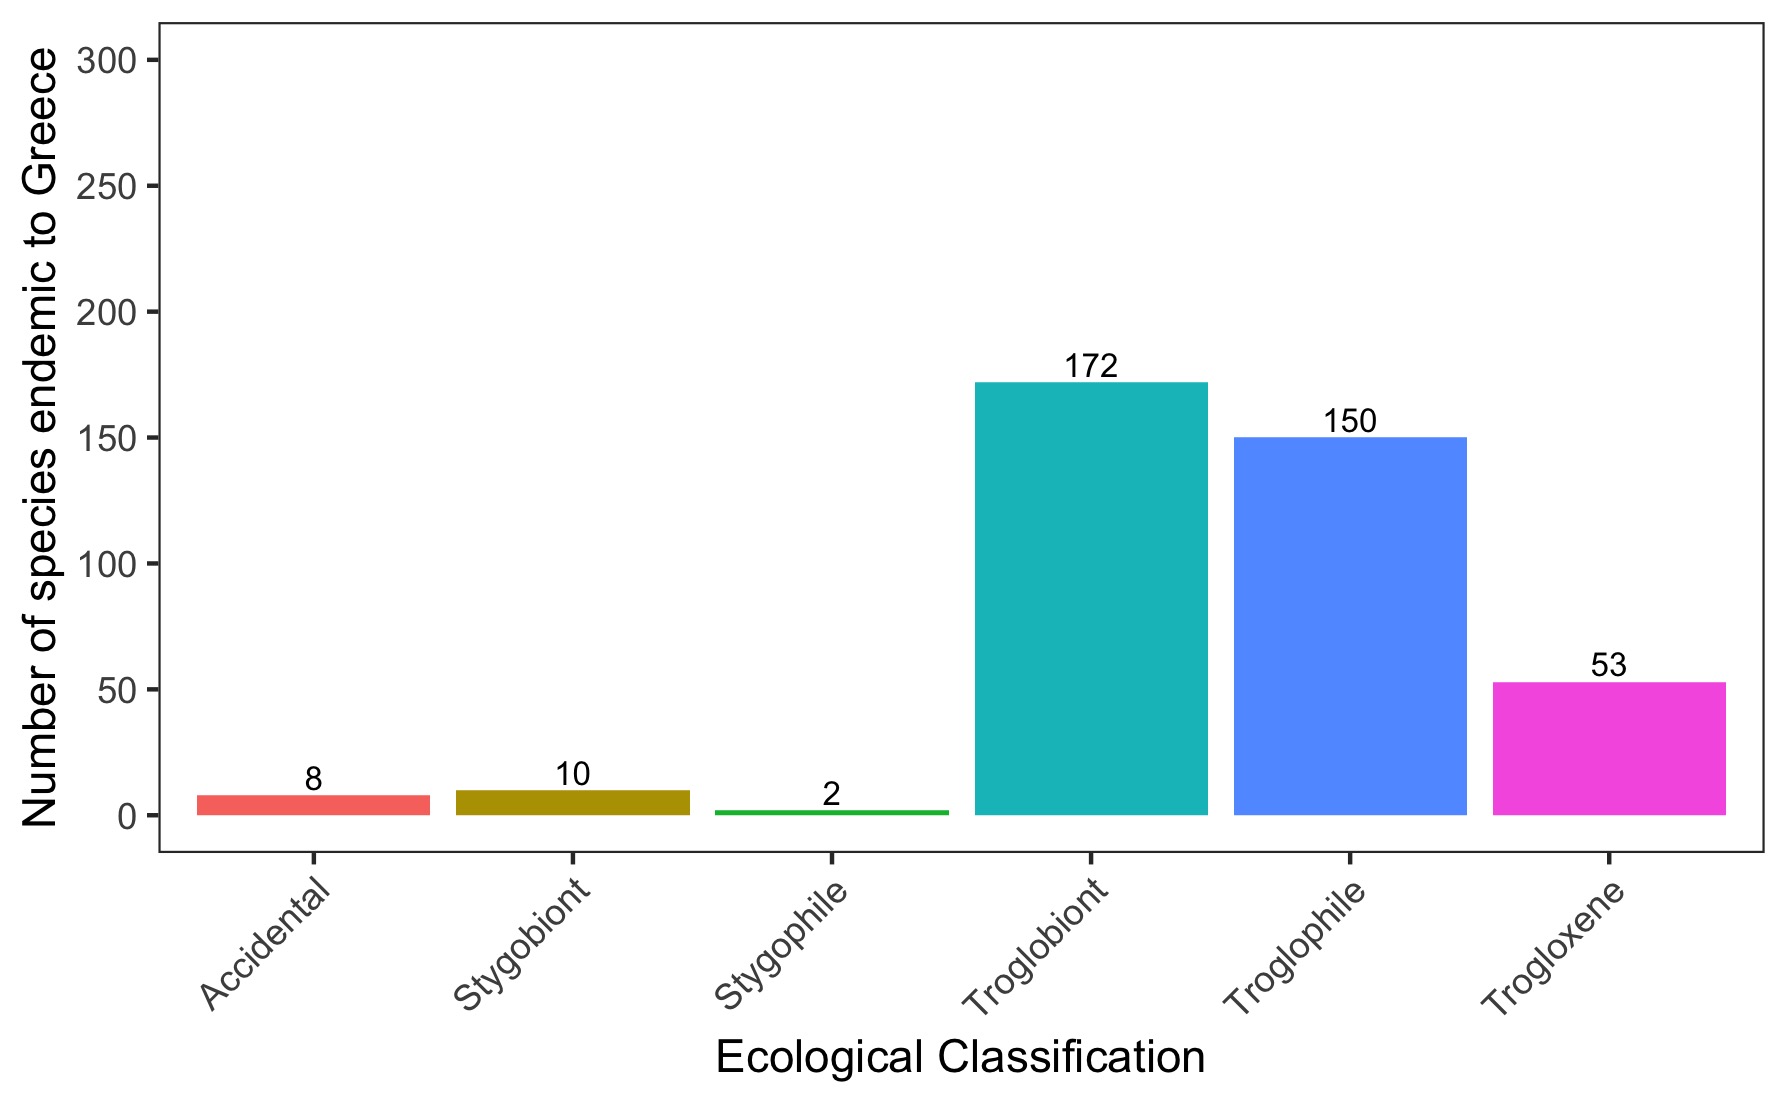 Number of species endemic to Greece
300
250
200
150
100
50
0
8
10
2
172
150
53
Accidental
Stygobiont
Stygophile
Troglobiont
Troglophile
Trogloxene
Ecological Classification